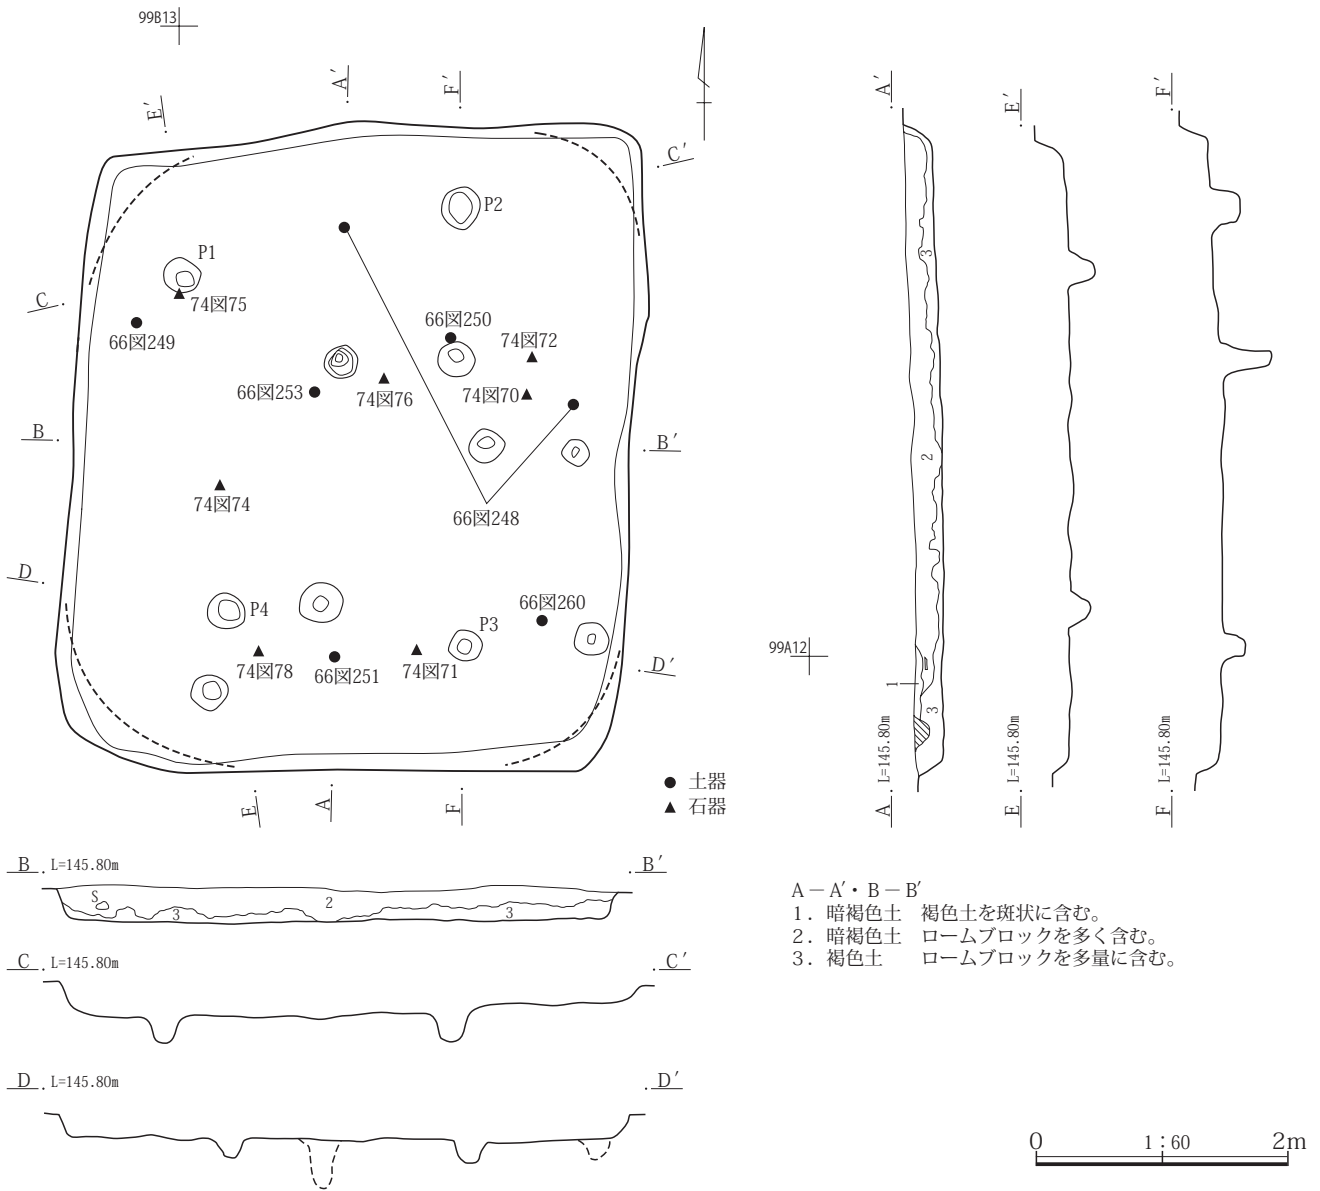 99B13
A′
F′
E′
C′
P2
P1
74図75
C
66図249
66図250
74図72
66図253
74図76
74図70
B
B′
74図74
66図248
D
P4
66図260
P3
74図78
66図251
74図71
D′
E
A
F
● 土器
▲ 石器
A′
E′
F′
3
2
99A12
1
3
A L=145.80m
E L=145.80m
F L=145.80m
B L=145.80m B′
S
3
2
3
C L=145.80m C′
D L=145.80m D′
A－A′・B－B′
1．暗褐色土　褐色土を斑状に含む。
2．暗褐色土　ロームブロックを多く含む。
3．褐色土　　ロームブロックを多量に含む。
0 1：60 2m